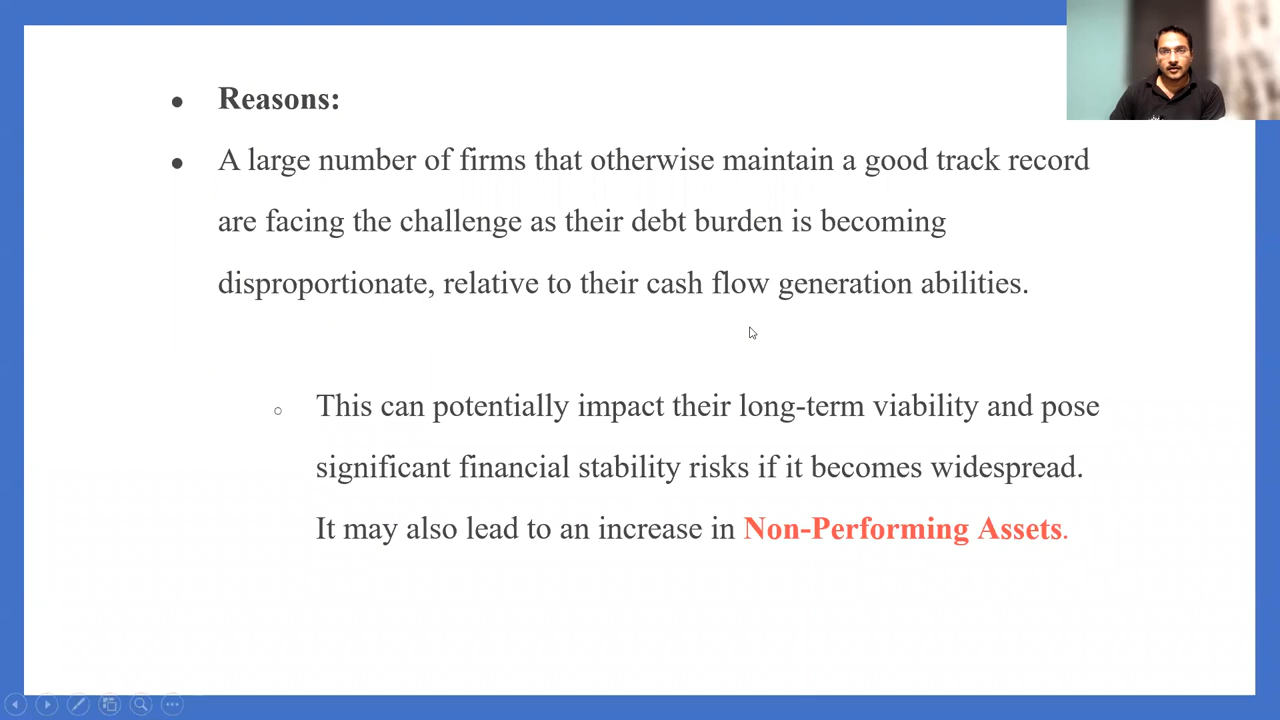 Reasons:
A large number of firms that otherwise maintain a good track record
are facing the challenge as their debt burden is becoming
disproportionate, relative to their cash flow generation abilities.
This can potentially impact their long-term viability and pose
significant financial stability risks if it becomes widespread.
It may also lead to an increase in Non-Performing Assets.